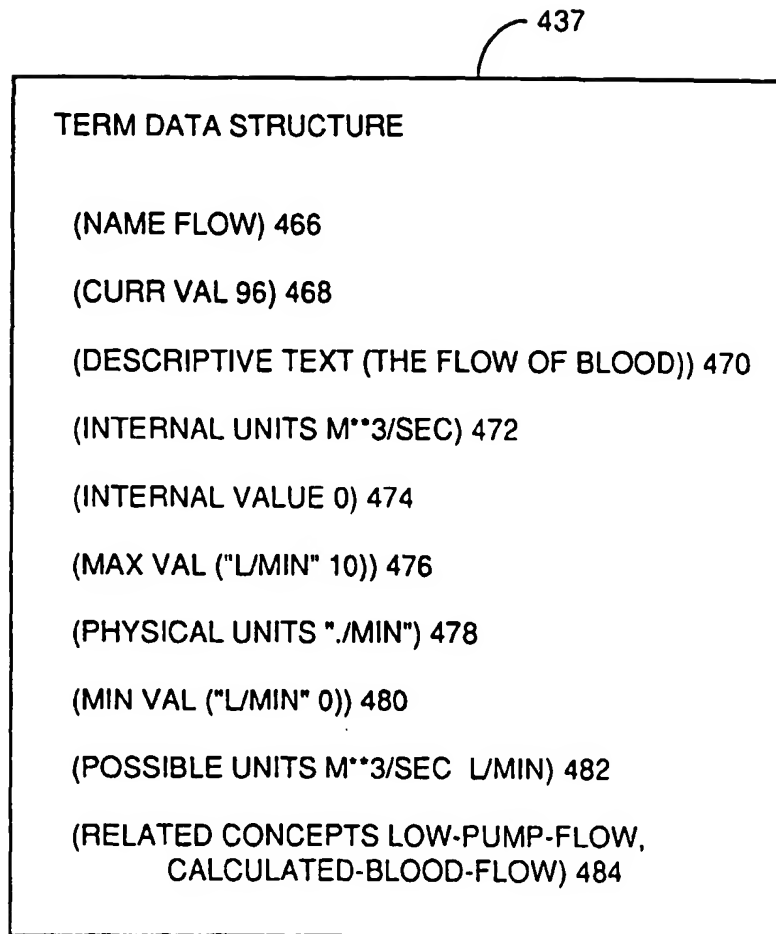 437
TERM DATA STRUCTURE
(NAME FLOW) 466
(CURR VAL 96) 468
(DESCRIPTIVE TEXT (THE FLOW OF BLOOD)) 470
(INTERNAL UNITS M**3/SEC) 472
(INTERNAL VALUE 0) 474
(MAX VAL ("L/MIN" 10)) 476
(PHYSICAL UNITS "./MIN") 478
(MIN VAL ("L/MIN" 0)) 480
(POSSIBLE UNITS M**3/SEC L/MIN) 482
(RELATED CONCEPTS LOW-PUMP-FLOW,
CALCULATED-BLOOD-FLOW) 484